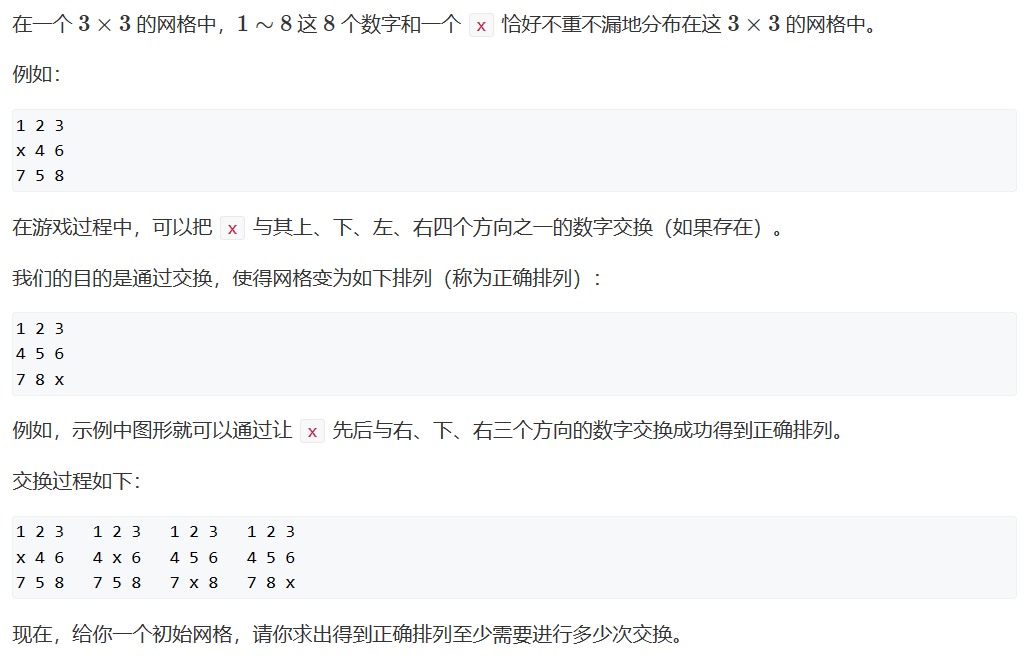 在一个 3 × 3 的网格中，1 ∼ 8 这 8 个数字和一个 x 恰好不重不漏地分布在这 3 × 3 的网格中。
例如：
1 2 3
x 4 6
7 5 8
在游戏过程中，可以把 x 与其上、下、左、右四个方向之一的数字交换（如果存在）。
我们的目的是通过交换，使得网格变为如下排列（称为正确排列）：
1 2 3
4 5 6
7 8 x
例如，示例中图形就可以通过让 x 先后与右、下、右三个方向的数字交换成功得到正确排列。
交换过程如下：
1 2 3   1 2 3   1 2 3   1 2 3
x 4 6   4 x 6   4 5 6   4 5 6
7 5 8   7 5 8   7 x 8   7 8 x
现在，给你一个初始网格，请你求出得到正确排列至少需要进行多少次交换。